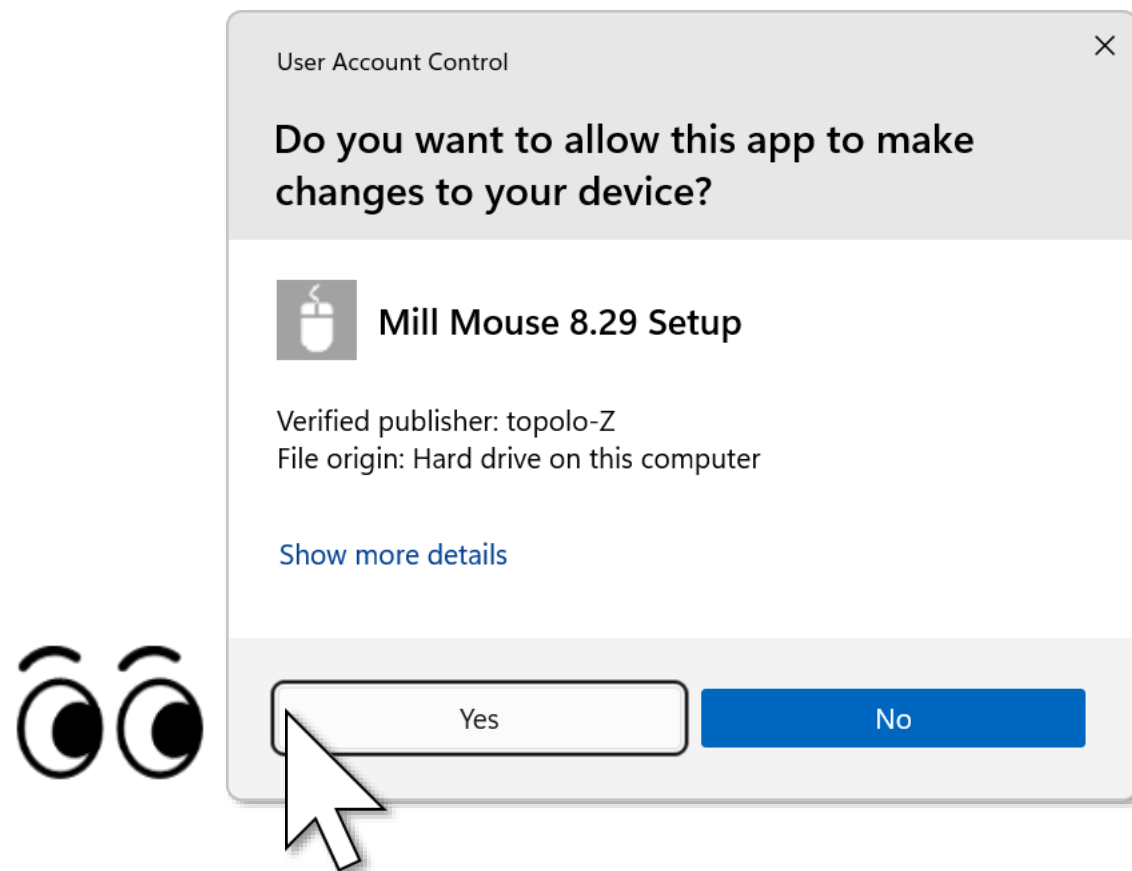 User Account Control
Do you want to allow this app to make
changes to your device?
Mill Mouse 8.29 Setup
Verified publisher: topolo-Z
File origin: Hard drive on this computer
Show more details
Yes
No